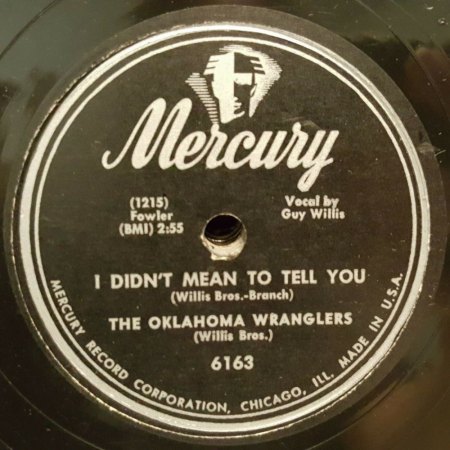 Mercury
(1215)
Fowler
(BMI) 2:55
Vocal by
Guy Willis
I DIDN'T MEAN TO TELL YOU
(Willis Bros.-Branch)
THE OKLAHOMA WRANGLERS
(Willis Bros.)
6163
MERCURY RECORD CORPORATION, CHICAGO, ILL. MADE IN U.S.A.